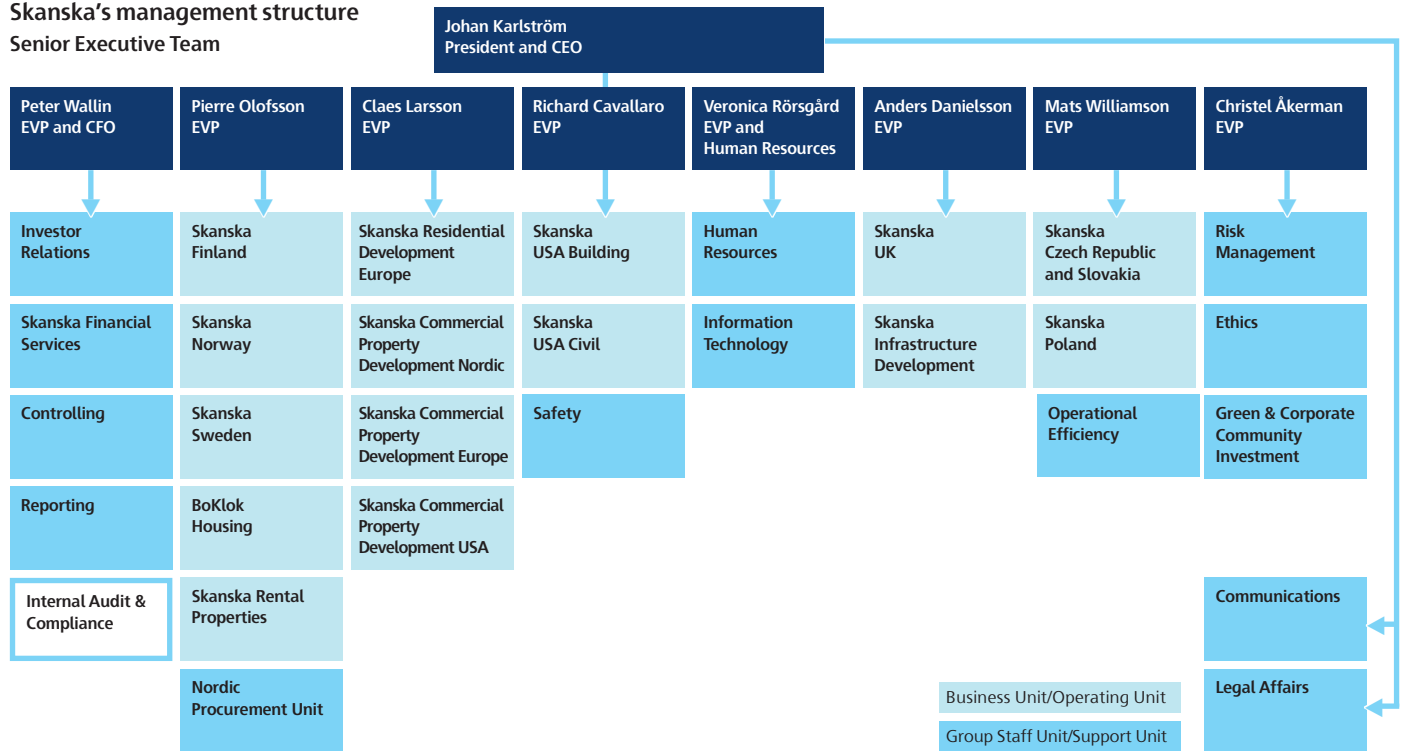 Skanska's management structure
Senior Executive Team
Johan Karlström
President and CEO
Peter Wallin
EVP and CFO
Pierre Olofsson
EVP
Claes Larsson
EVP
Richard Cavallaro
EVP
Veronica Rörsgård
EVP and
Human Resources
Anders Danielsson
EVP
Mats Williamson
EVP
Christel Åkerman
EVP
Investor
Relations
Skanska
Finland
Skanska Residential
Development
Europe
Skanska
USA Building
Human
Resources
Skanska
UK
Skanska
Czech Republic
and Slovakia
Risk
Management
Skanska Financial
Services
Skanska
Norway
Skanska Commercial
Property
Development Nordic
Skanska
USA Civil
Information
Technology
Skanska
Infrastructure
Development
Skanska
Poland
Ethics
Controlling
Skanska
Sweden
Skanska Commercial
Property
Development Europe
Safety
Operational
Efficiency
Green & Corporate
Community
Investment
Reporting
BoKlok
Housing
Skanska Commercial
Property
Development USA
Internal Audit &
Compliance
Skanska Rental
Properties
Communications
Nordic
Procurement Unit
Business Unit/Operating Unit
Group Staff Unit/Support Unit
Legal Affairs